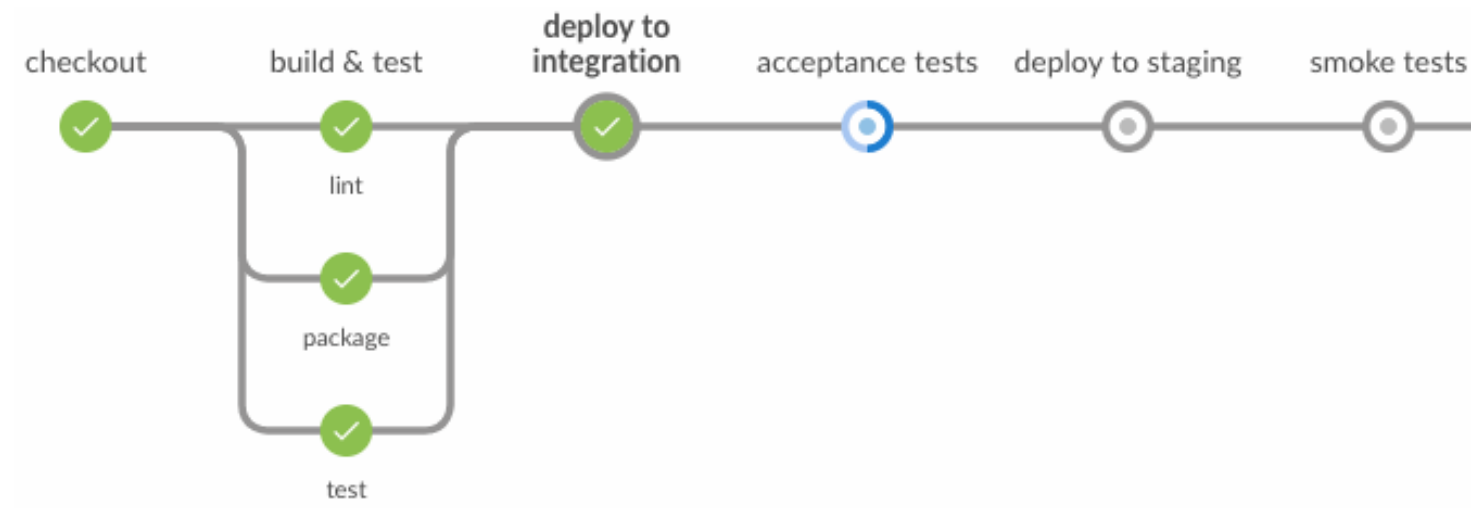 checkout
build & test
deploy to
integration
acceptance tests
deploy to staging
smoke tests
lint
package
test